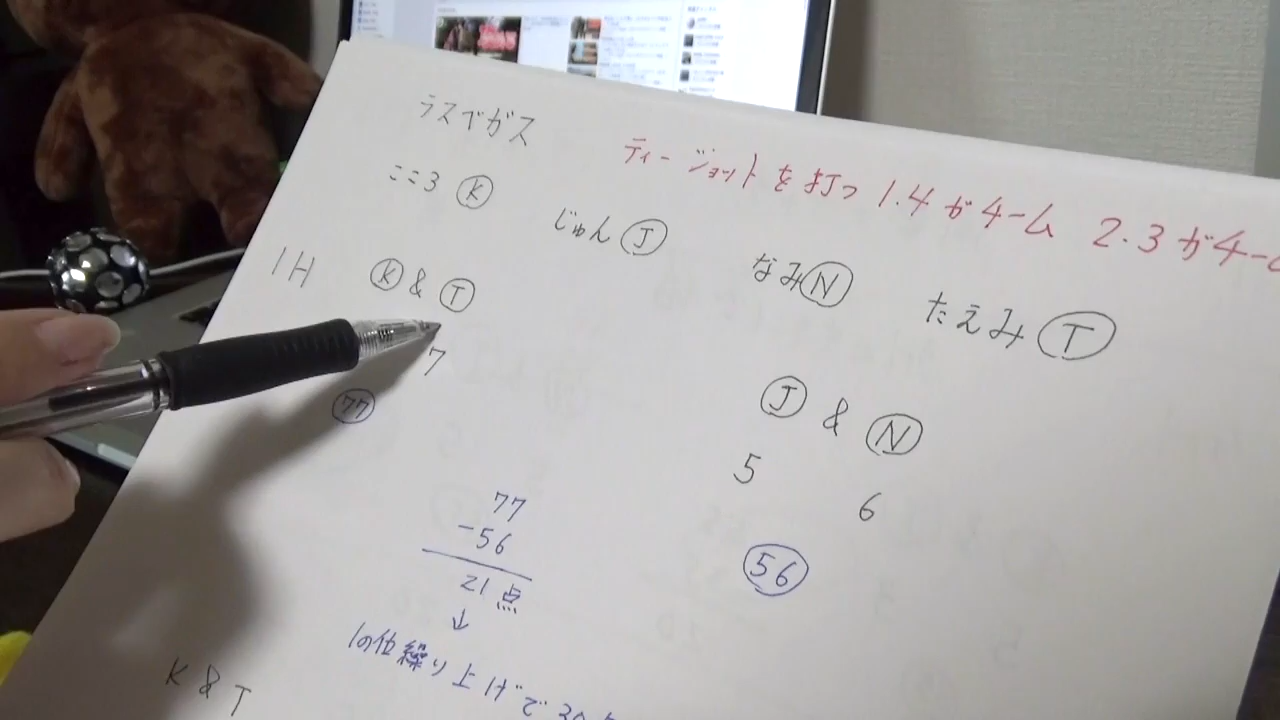 ラスベガス
ティーショットを打つ 1.4がチーム 2.3がチーム
こころ K
じゅん J
なみ N
たえみ T
1H K & T
7
77
J & N
5 6
56
77
-56
21点
↓
1の位繰り上げで30
K & T